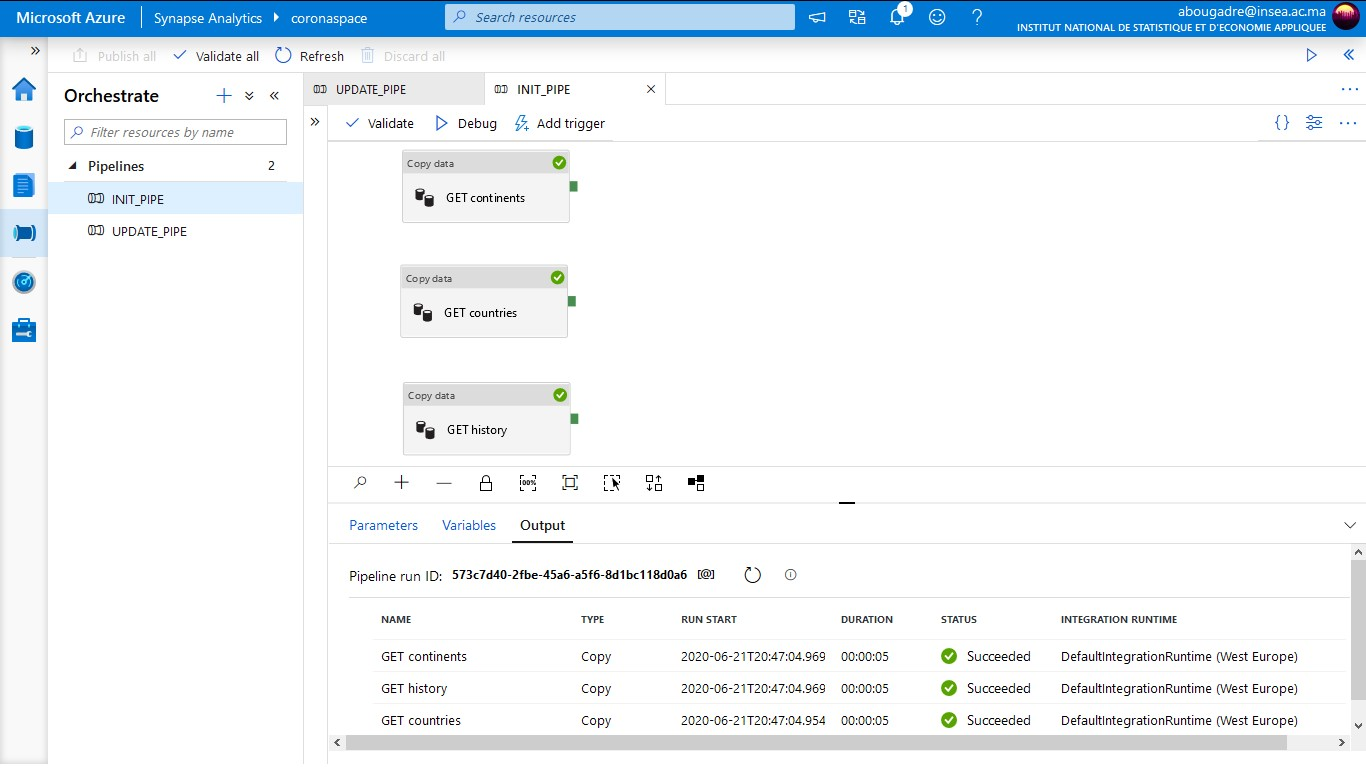 Microsoft Azure
Synapse Analytics
coronaspace
Search resources
1
abougadre@insea.ac.ma
INSTITUT NATIONAL DE STATISTIQUE ET D'ECONOMIE APPLIQUEE
Publish all
Validate all
Refresh
Discard all
Orchestrate
Filter resources by name
Pipelines 2
INIT_PIPE
UPDATE_PIPE
UPDATE_PIPE
INIT_PIPE
Validate
Debug
Add trigger
Copy data
GET continents
Copy data
GET countries
Copy data
GET history
100%
Parameters Variables Output
Pipeline run ID: 573c7d40-2fbe-45a6-a5f6-8d1bc118d0a6 [@]
NAME TYPE RUN START DURATION STATUS INTEGRATION RUNTIME
GET continents Copy 2020-06-21T20:47:04.969 00:00:05 Succeeded DefaultIntegrationRuntime (West Europe)
GET history Copy 2020-06-21T20:47:04.969 00:00:05 Succeeded DefaultIntegrationRuntime (West Europe)
GET countries Copy 2020-06-21T20:47:04.954 00:00:05 Succeeded DefaultIntegrationRuntime (West Europe)